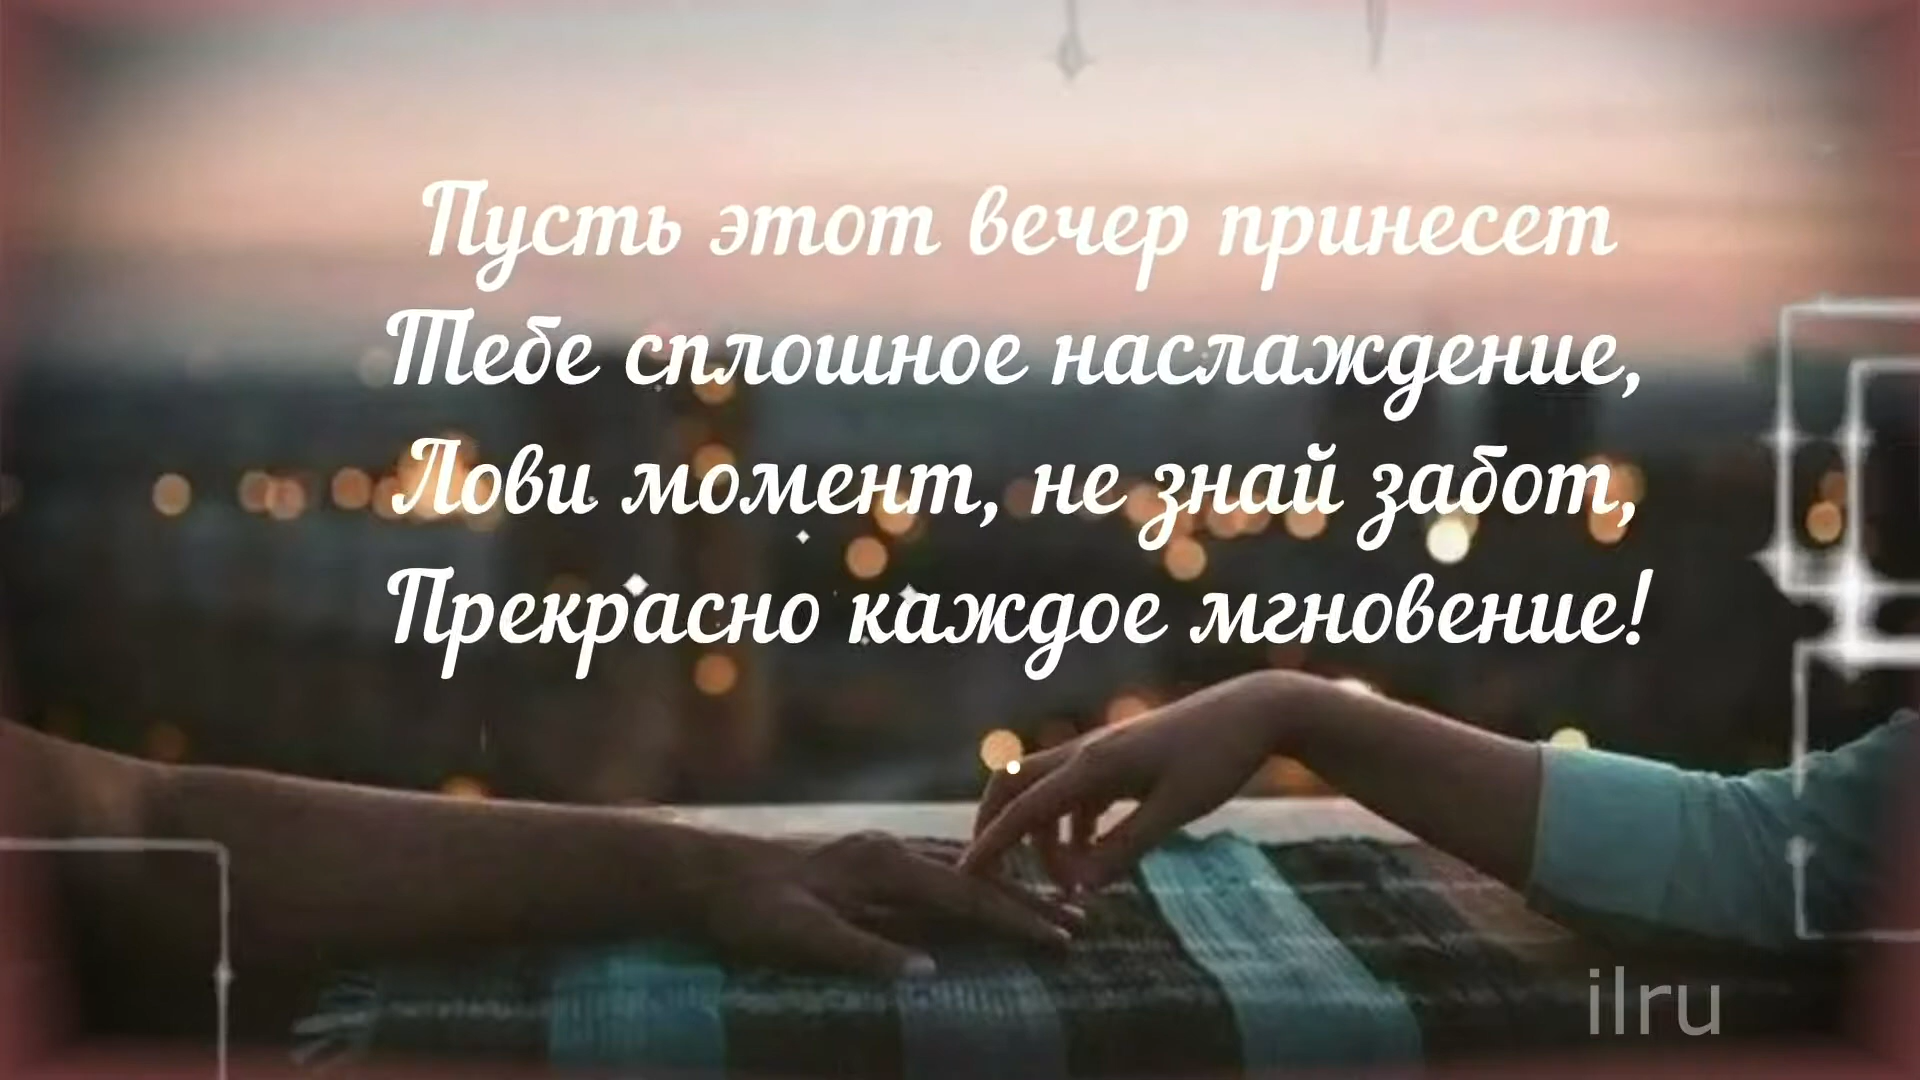 Пусть этот вечер принесет
Тебе сплошное наслаждение,
Лови момент, не знай забот,
Прекрасно каждое мгновение!
ilru